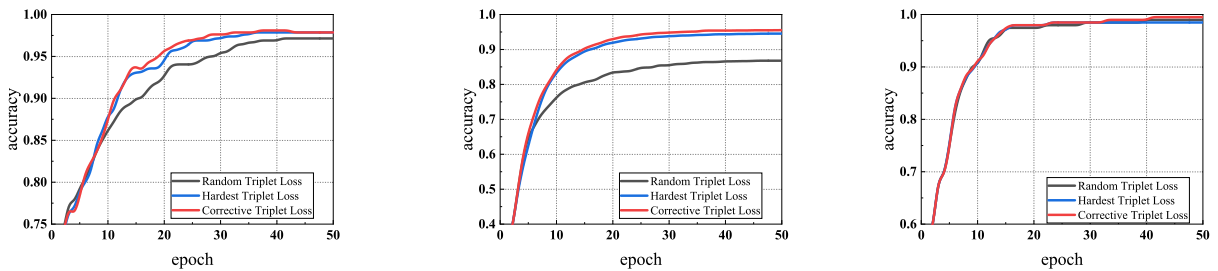 1.00
0.95
0.90
0.85
0.80
0.75
accuracy
0 10 20 30 40 50
epoch
Random Triplet Loss
Hardest Triplet Loss
Corrective Triplet Loss
1.0
0.9
0.8
0.7
0.6
0.5
0.4
accuracy
0 10 20 30 40 50
epoch
Random Triplet Loss
Hardest Triplet Loss
Corrective Triplet Loss
1.0
0.9
0.8
0.7
0.6
accuracy
0 10 20 30 40 50
epoch
Random Triplet Loss
Hardest Triplet Loss
Corrective Triplet Loss